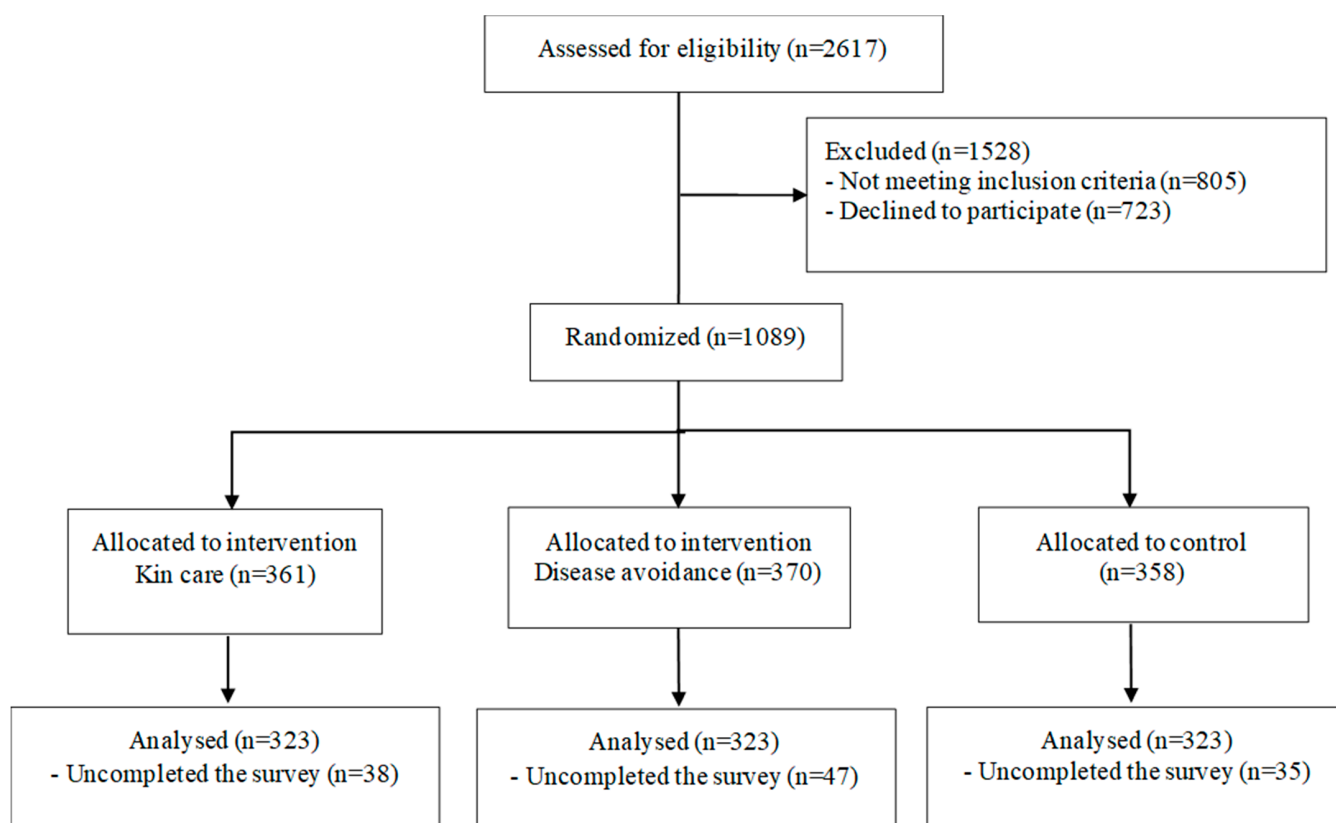 Assessed for eligibility (n=2617)
Excluded (n=1528)
- Not meeting inclusion criteria (n=805)
- Declined to participate (n=723)
Randomized (n=1089)
Allocated to intervention
Kin care (n=361)
Allocated to intervention
Disease avoidance (n=370)
Allocated to control
(n=358)
Analysed (n=323)
- Uncompleted the survey (n=38)
Analysed (n=323)
- Uncompleted the survey (n=47)
Analysed (n=323)
- Uncompleted the survey (n=35)